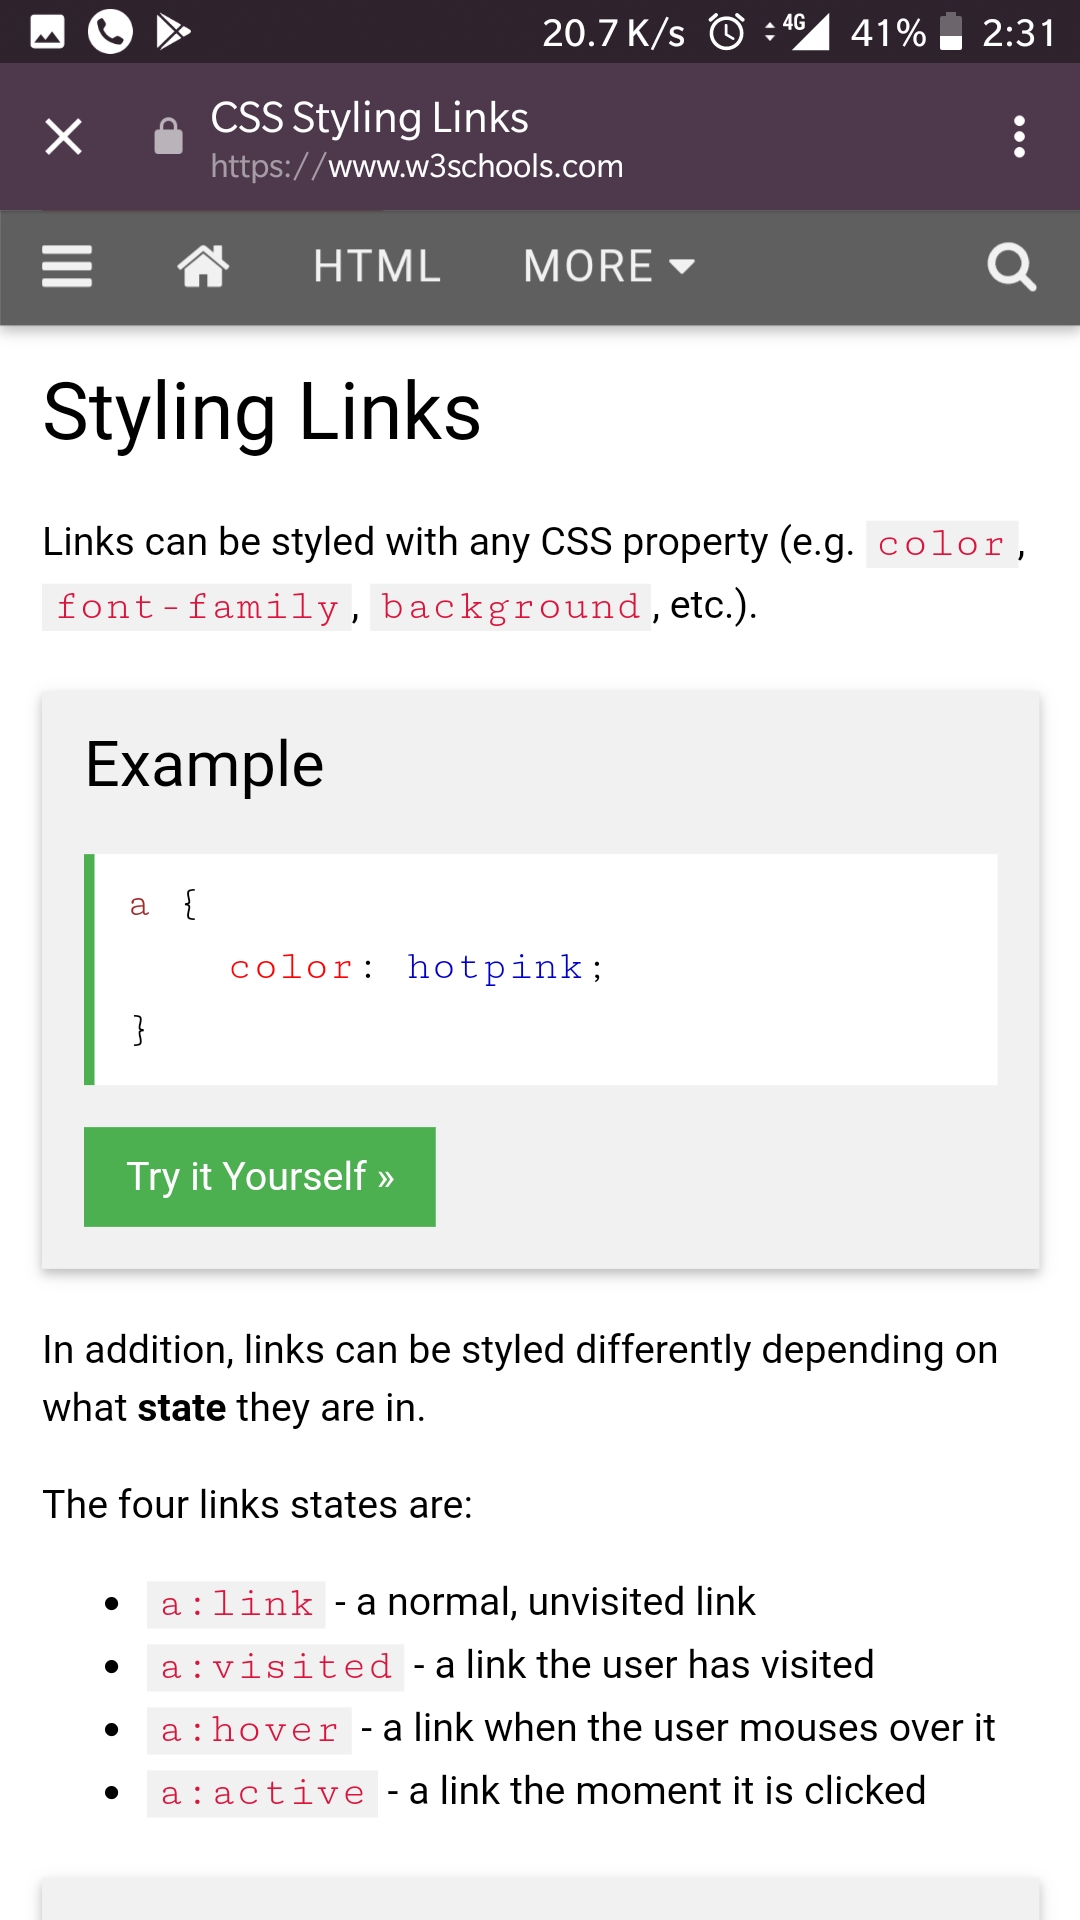 20.7 K/s 4G 41% 2:31
CSS Styling Links
https://www.w3schools.com
HTML MORE
Styling Links
Links can be styled with any CSS property (e.g. color,
font-family, background, etc.).
Example
a {
color: hotpink;
}
Try it Yourself »
In addition, links can be styled differently depending on
what state they are in.
The four links states are:
• a:link - a normal, unvisited link
• a:visited - a link the user has visited
• a:hover - a link when the user mouses over it
• a:active - a link the moment it is clicked